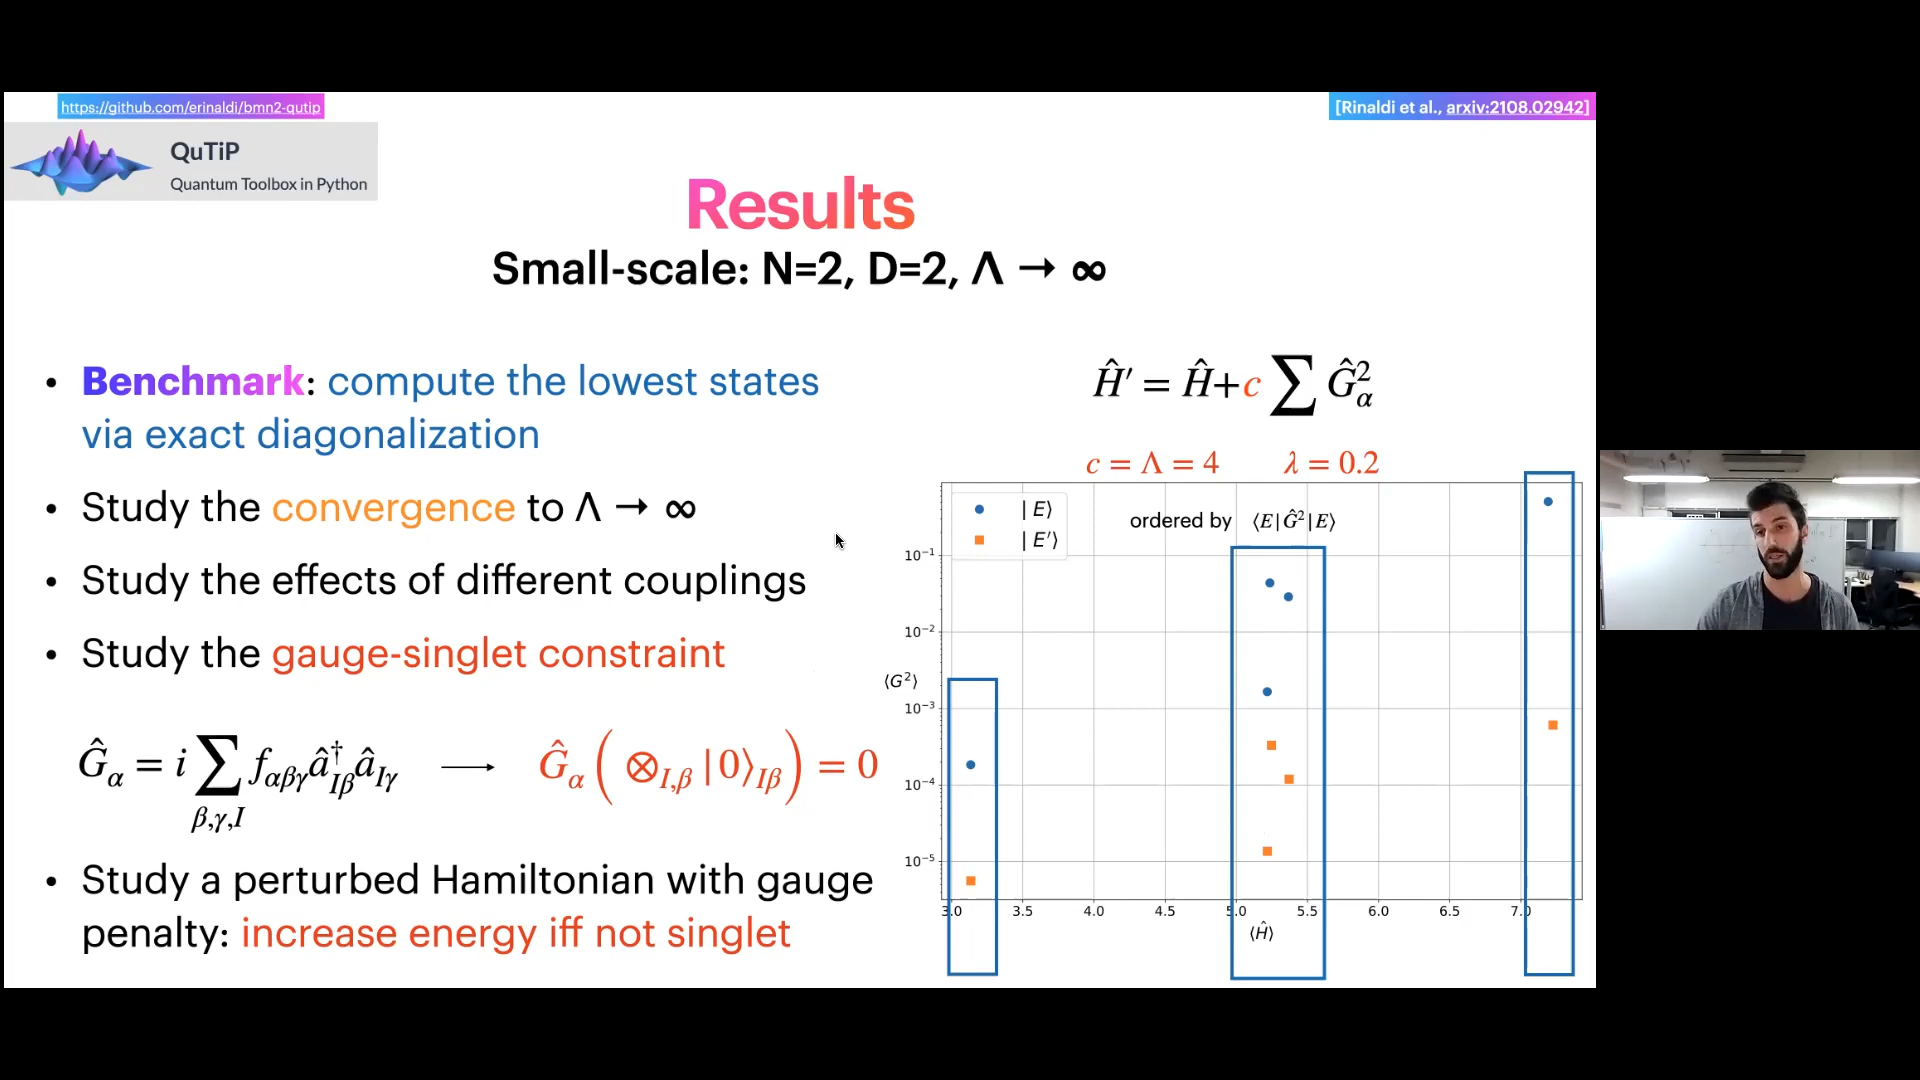 https://github.com/erinaldi/bmn2-qutip
[Rinaldi et al., arxiv:2108.02942]
QuTiP
Quantum Toolbox in Python
Results
Small-scale: N=2, D=2, Λ → ∞
• Benchmark: compute the lowest states
via exact diagonalization
• Study the convergence to Λ → ∞
• Study the effects of different couplings
• Study the gauge-singlet constraint
Ĝα = i ∑β,γ,I fαβγ â†Iβ âIγ ⟶ Ĝα ( ⊗I,β |0⟩Iβ ) = 0
• Study a perturbed Hamiltonian with gauge
penalty: increase energy iff not singlet
Ĥ′ = Ĥ+c ∑ Ĝ²α
c = Λ = 4 λ = 0.2
|E⟩
|E′⟩
ordered by ⟨E|Ĝ²|E⟩
10⁻¹
10⁻²
⟨G²⟩
10⁻³
10⁻⁴
10⁻⁵
3.0 3.5 4.0 4.5 5.0 5.5 6.0 6.5 7.0
⟨Ĥ⟩